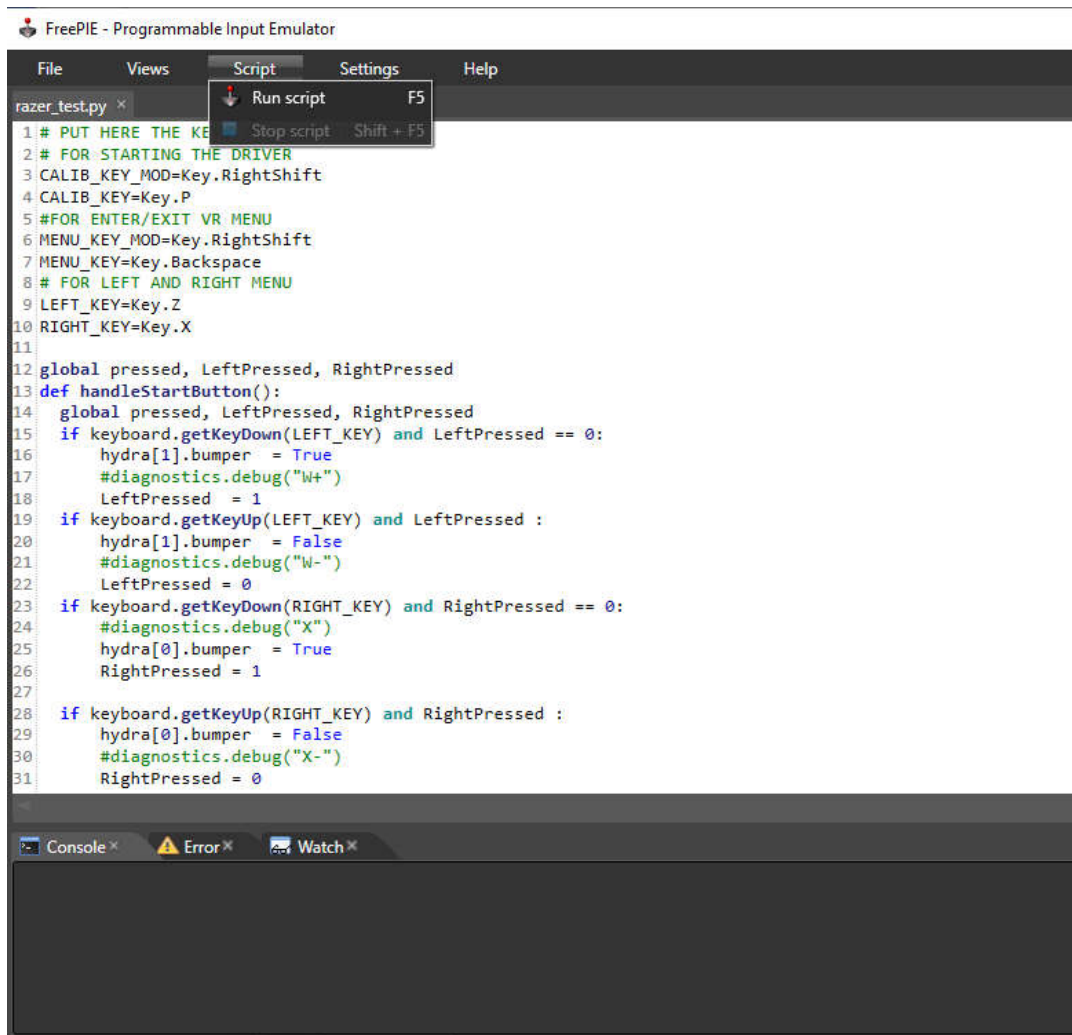 FreePIE - Programmable Input Emulator
File Views Script Settings Help
Run script F5
Stop script Shift + F5
razer_test.py ×
1 # PUT HERE THE KE
2 # FOR STARTING THE DRIVER
3 CALIB_KEY_MOD=Key.RightShift
4 CALIB_KEY=Key.P
5 #FOR ENTER/EXIT VR MENU
6 MENU_KEY_MOD=Key.RightShift
7 MENU_KEY=Key.Backspace
8 # FOR LEFT AND RIGHT MENU
9 LEFT_KEY=Key.Z
10 RIGHT_KEY=Key.X
11
12 global pressed, LeftPressed, RightPressed
13 def handleStartButton():
14   global pressed, LeftPressed, RightPressed
15   if keyboard.getKeyDown(LEFT_KEY) and LeftPressed == 0:
16       hydra[1].bumper  = True
17       #diagnostics.debug("W+")
18       LeftPressed  = 1
19   if keyboard.getKeyUp(LEFT_KEY) and LeftPressed :
20       hydra[1].bumper  = False
21       #diagnostics.debug("W-")
22       LeftPressed = 0
23   if keyboard.getKeyDown(RIGHT_KEY) and RightPressed == 0:
24       #diagnostics.debug("X")
25       hydra[0].bumper  = True
26       RightPressed = 1
27
28   if keyboard.getKeyUp(RIGHT_KEY) and RightPressed :
29       hydra[0].bumper  = False
30       #diagnostics.debug("X-")
31       RightPressed = 0
Console × Error × Watch ×